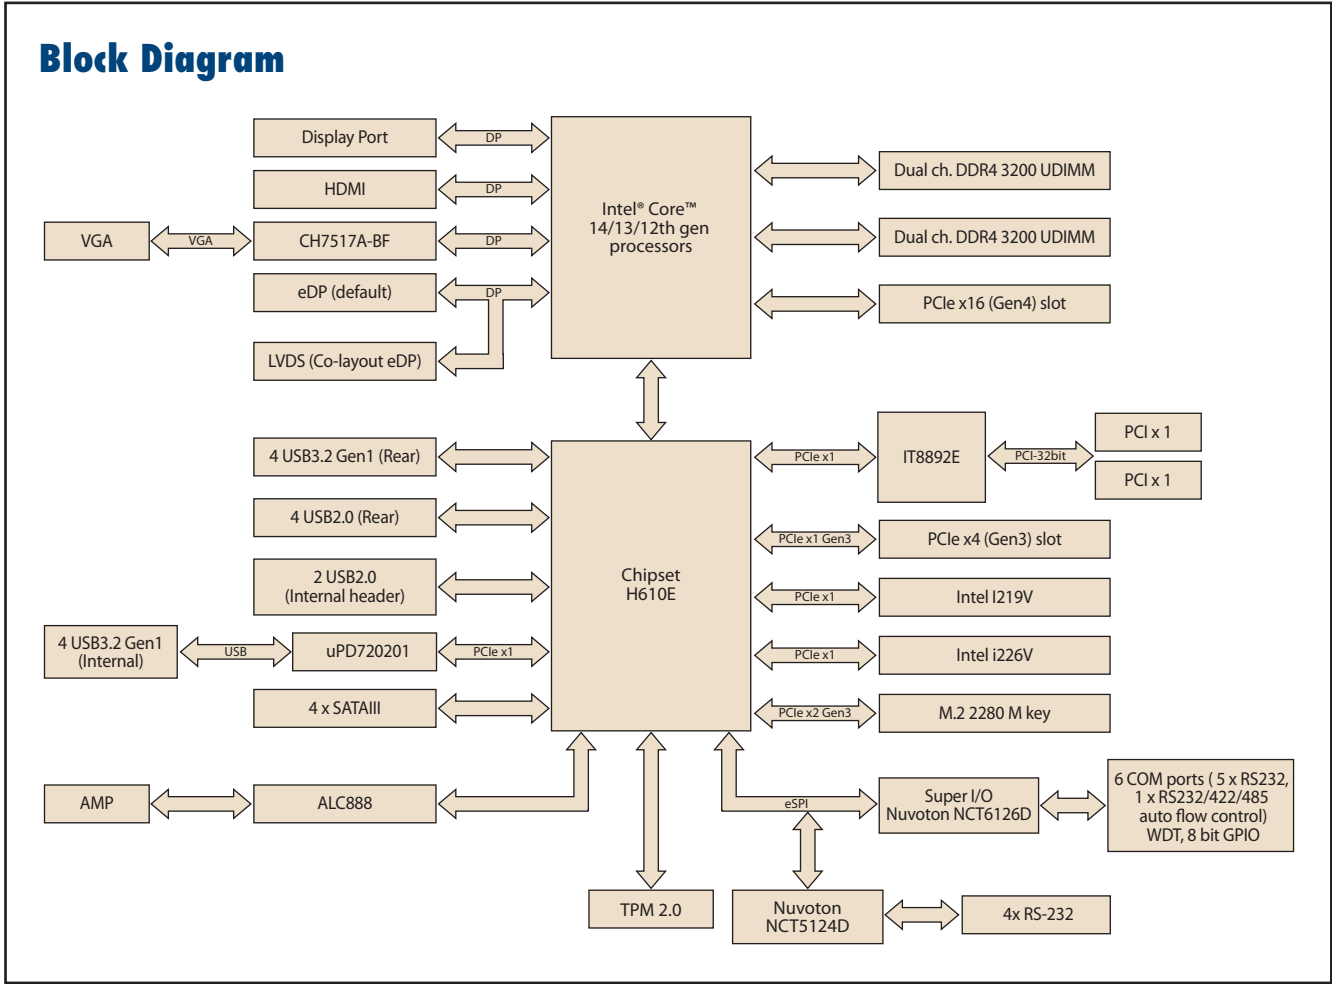 Block Diagram
Display Port
DP
HDMI
DP
VGA
VGA
CH7517A-BF
DP
eDP (default)
DP
LVDS (Co-layout eDP)
Intel® Core™
14/13/12th gen
processors
Dual ch. DDR4 3200 UDIMM
Dual ch. DDR4 3200 UDIMM
PCIe x16 (Gen4) slot
4 USB3.2 Gen1 (Rear)
4 USB2.0 (Rear)
2 USB2.0
(Internal header)
4 USB3.2 Gen1
(Internal)
USB
uPD720201
PCIe x1
4 x SATAIII
Chipset
H610E
PCIe x1
IT8892E
PCI-32bit
PCI x 1
PCI x 1
PCIe x1 Gen3
PCIe x4 (Gen3) slot
PCIe x1
Intel I219V
PCIe x1
Intel i226V
PCIe x2 Gen3
M.2 2280 M key
AMP
ALC888
eSPI
Super I/O
Nuvoton NCT6126D
6 COM ports ( 5 x RS232,
1 x RS232/422/485
auto flow control)
WDT, 8 bit GPIO
TPM 2.0
Nuvoton
NCT5124D
4x RS-232